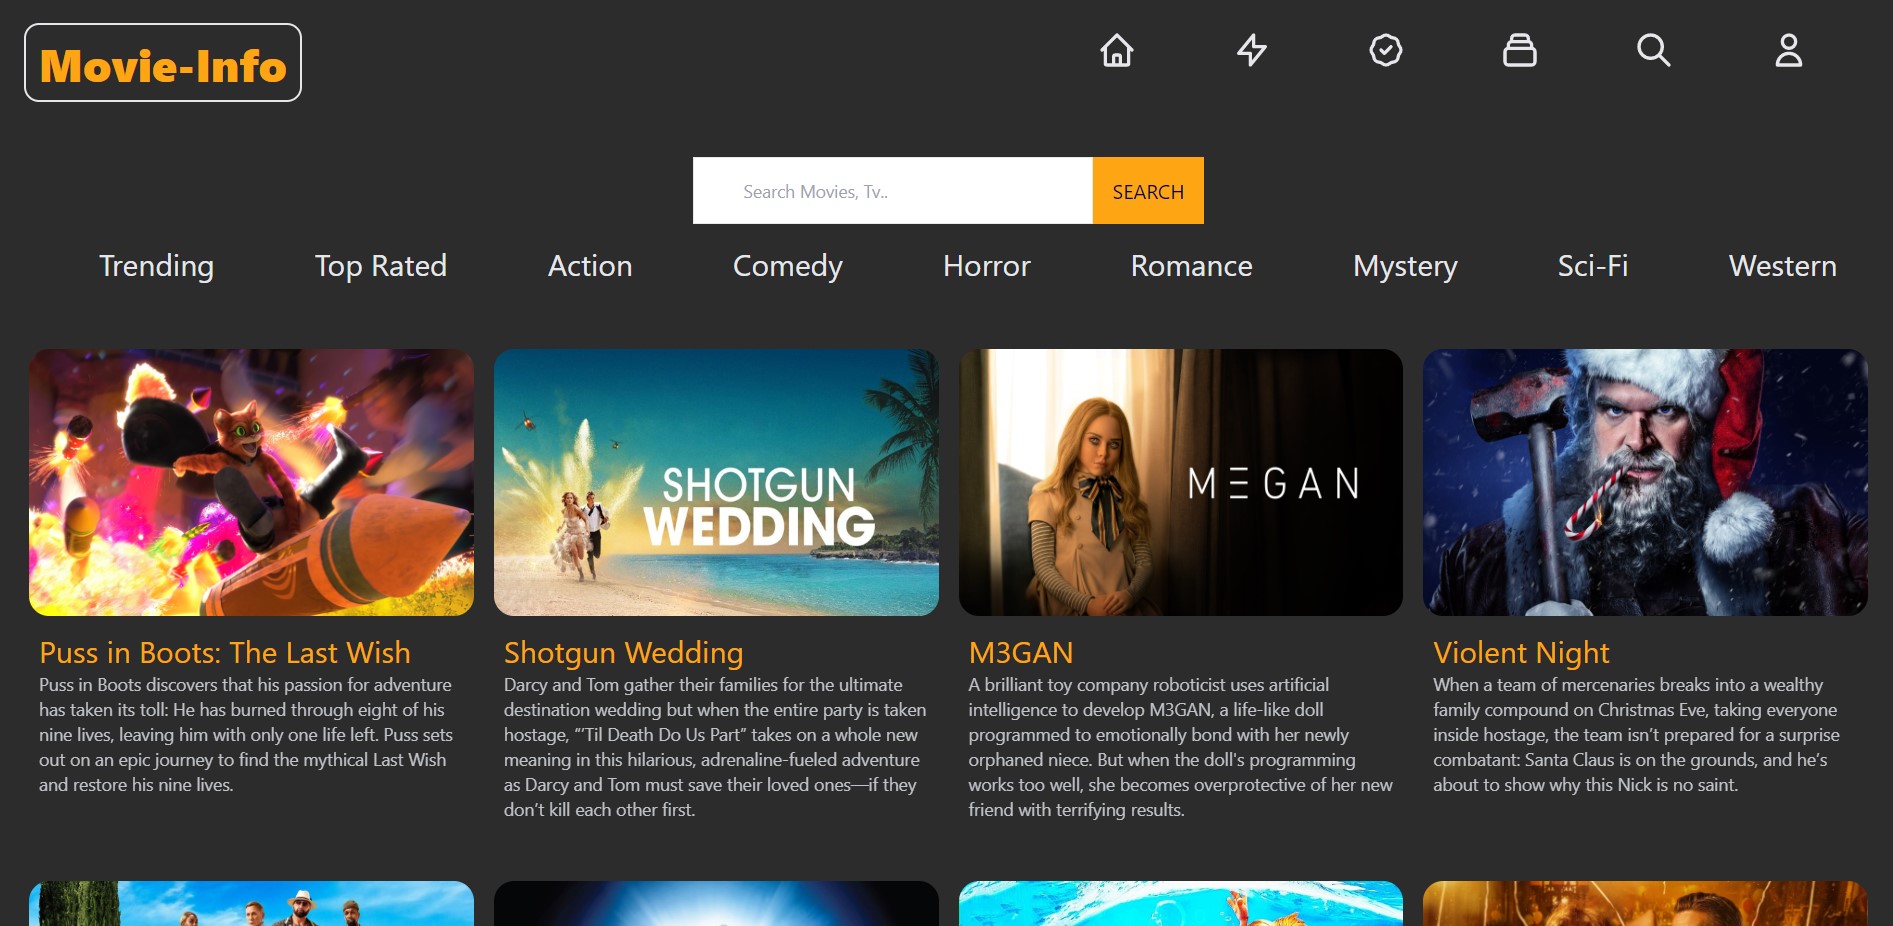 Movie-Info
Search Movies, Tv..
SEARCH
Trending
Top Rated
Action
Comedy
Horror
Romance
Mystery
Sci-Fi
Western
SHOTGUN
WEDDING
MΞGAN
Puss in Boots: The Last Wish
Puss in Boots discovers that his passion for adventure
has taken its toll: He has burned through eight of his
nine lives, leaving him with only one life left. Puss sets
out on an epic journey to find the mythical Last Wish
and restore his nine lives.
Shotgun Wedding
Darcy and Tom gather their families for the ultimate
destination wedding but when the entire party is taken
hostage, “’Til Death Do Us Part” takes on a whole new
meaning in this hilarious, adrenaline-fueled adventure
as Darcy and Tom must save their loved ones—if they
don’t kill each other first.
M3GAN
A brilliant toy company roboticist uses artificial
intelligence to develop M3GAN, a life-like doll
programmed to emotionally bond with her newly
orphaned niece. But when the doll's programming
works too well, she becomes overprotective of her new
friend with terrifying results.
Violent Night
When a team of mercenaries breaks into a wealthy
family compound on Christmas Eve, taking everyone
inside hostage, the team isn’t prepared for a surprise
combatant: Santa Claus is on the grounds, and he’s
about to show why this Nick is no saint.